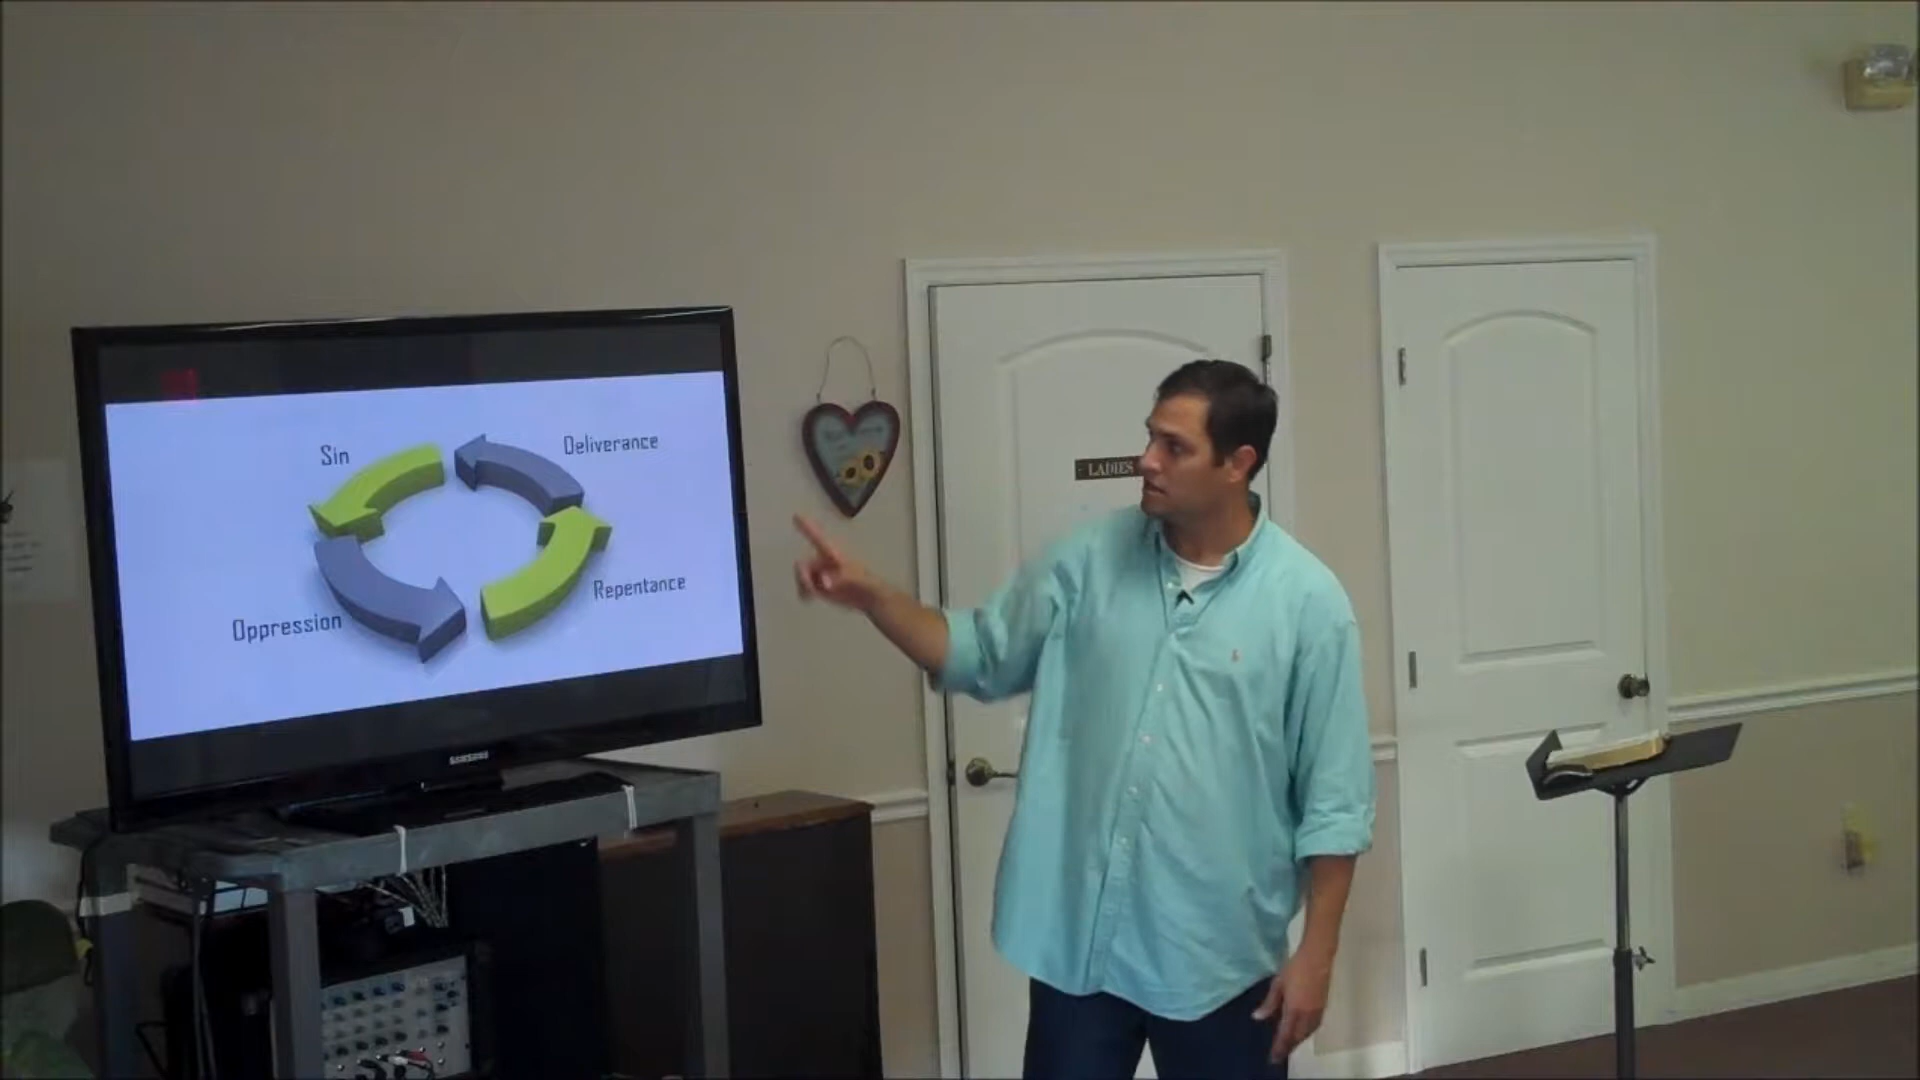 Sin
Deliverance
Repentance
Oppression
SAMSUNG
LADIES